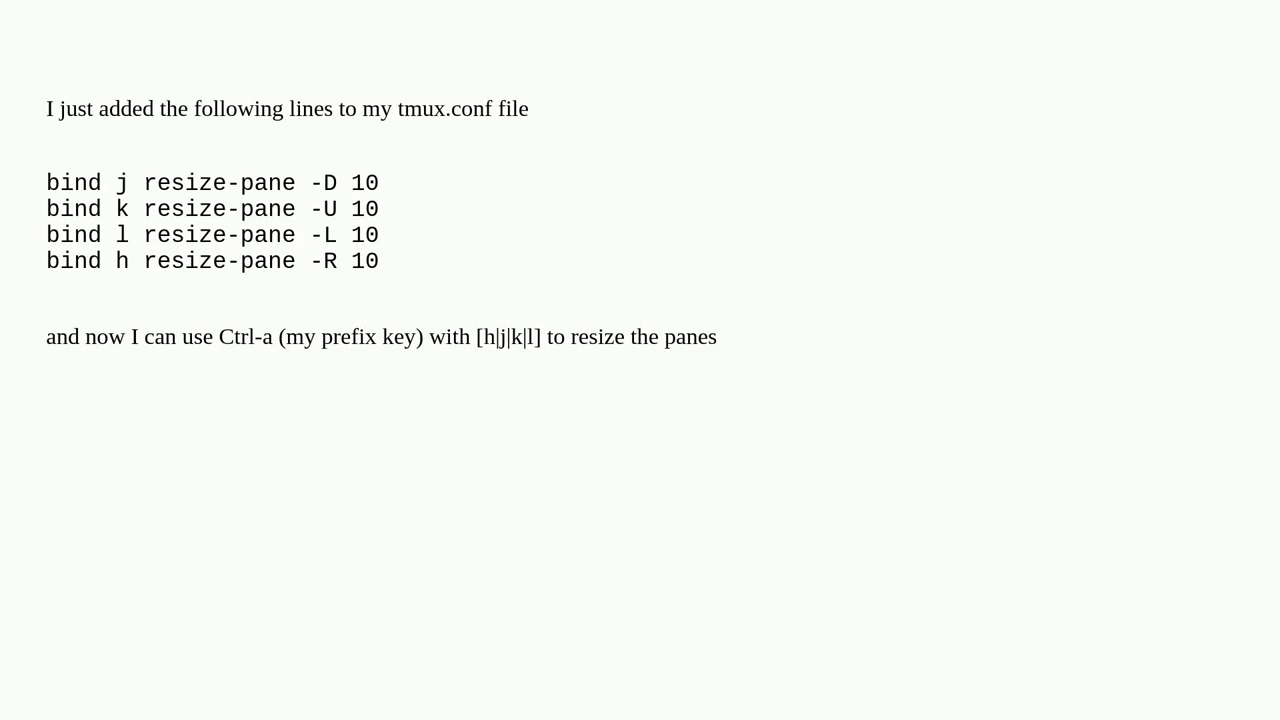 I just added the following lines to my tmux.conf file
bind j resize-pane -D 10
bind k resize-pane -U 10
bind l resize-pane -L 10
bind h resize-pane -R 10
and now I can use Ctrl-a (my prefix key) with [h|j|k|l] to resize the panes